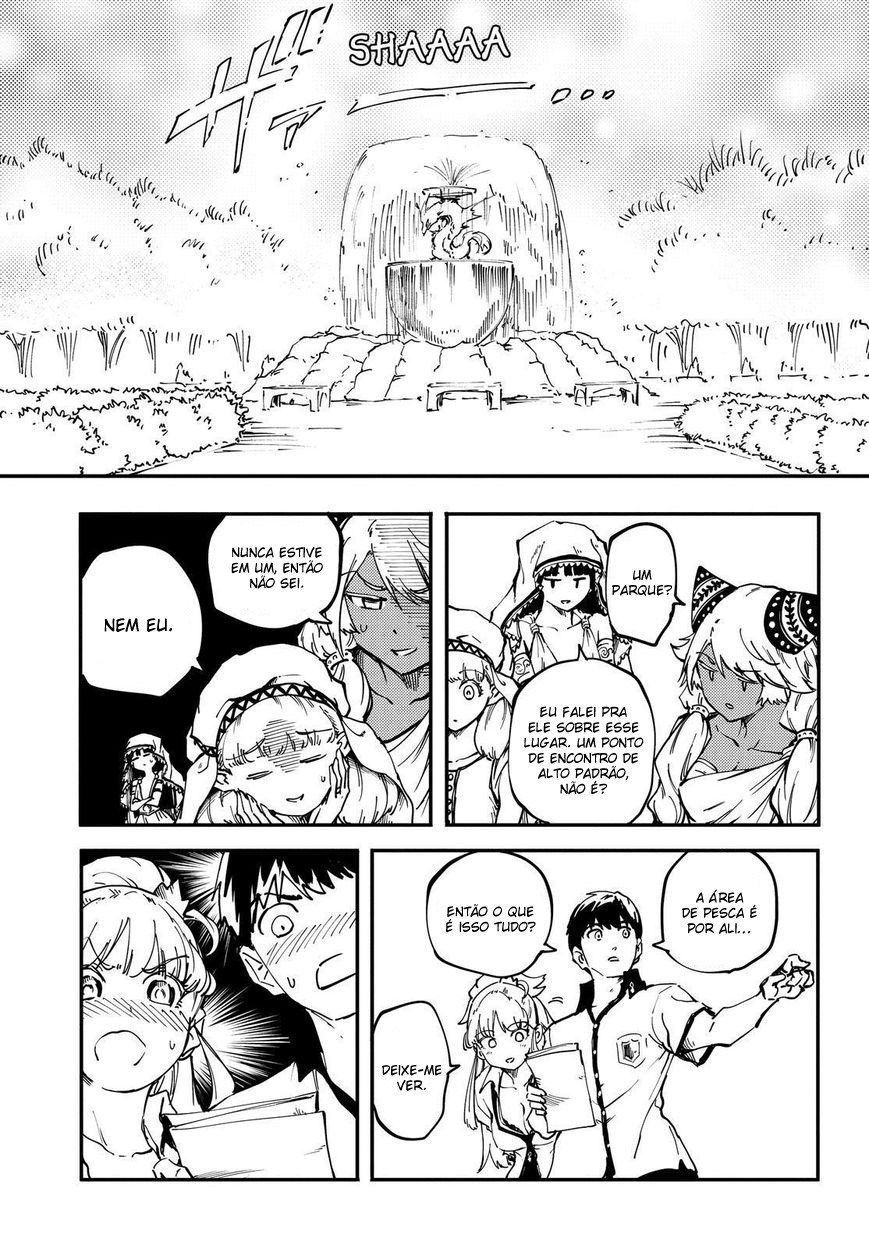 SHAAAA
ザァーー...
UM
PARQUE?
EU FALEI PRA
ELE SOBRE ESSE
LUGAR. UM PONTO
DE ENCONTRO DE
ALTO PADRÃO,
NÃO É?
NUNCA ESTIVE
EM UM, ENTÃO
NÃO SEI.
NEM EU.
A ÁREA
DE PESCA É
POR ALI...
ENTÃO O QUE
É ISSO TUDO?
DEIXE-ME
VER.